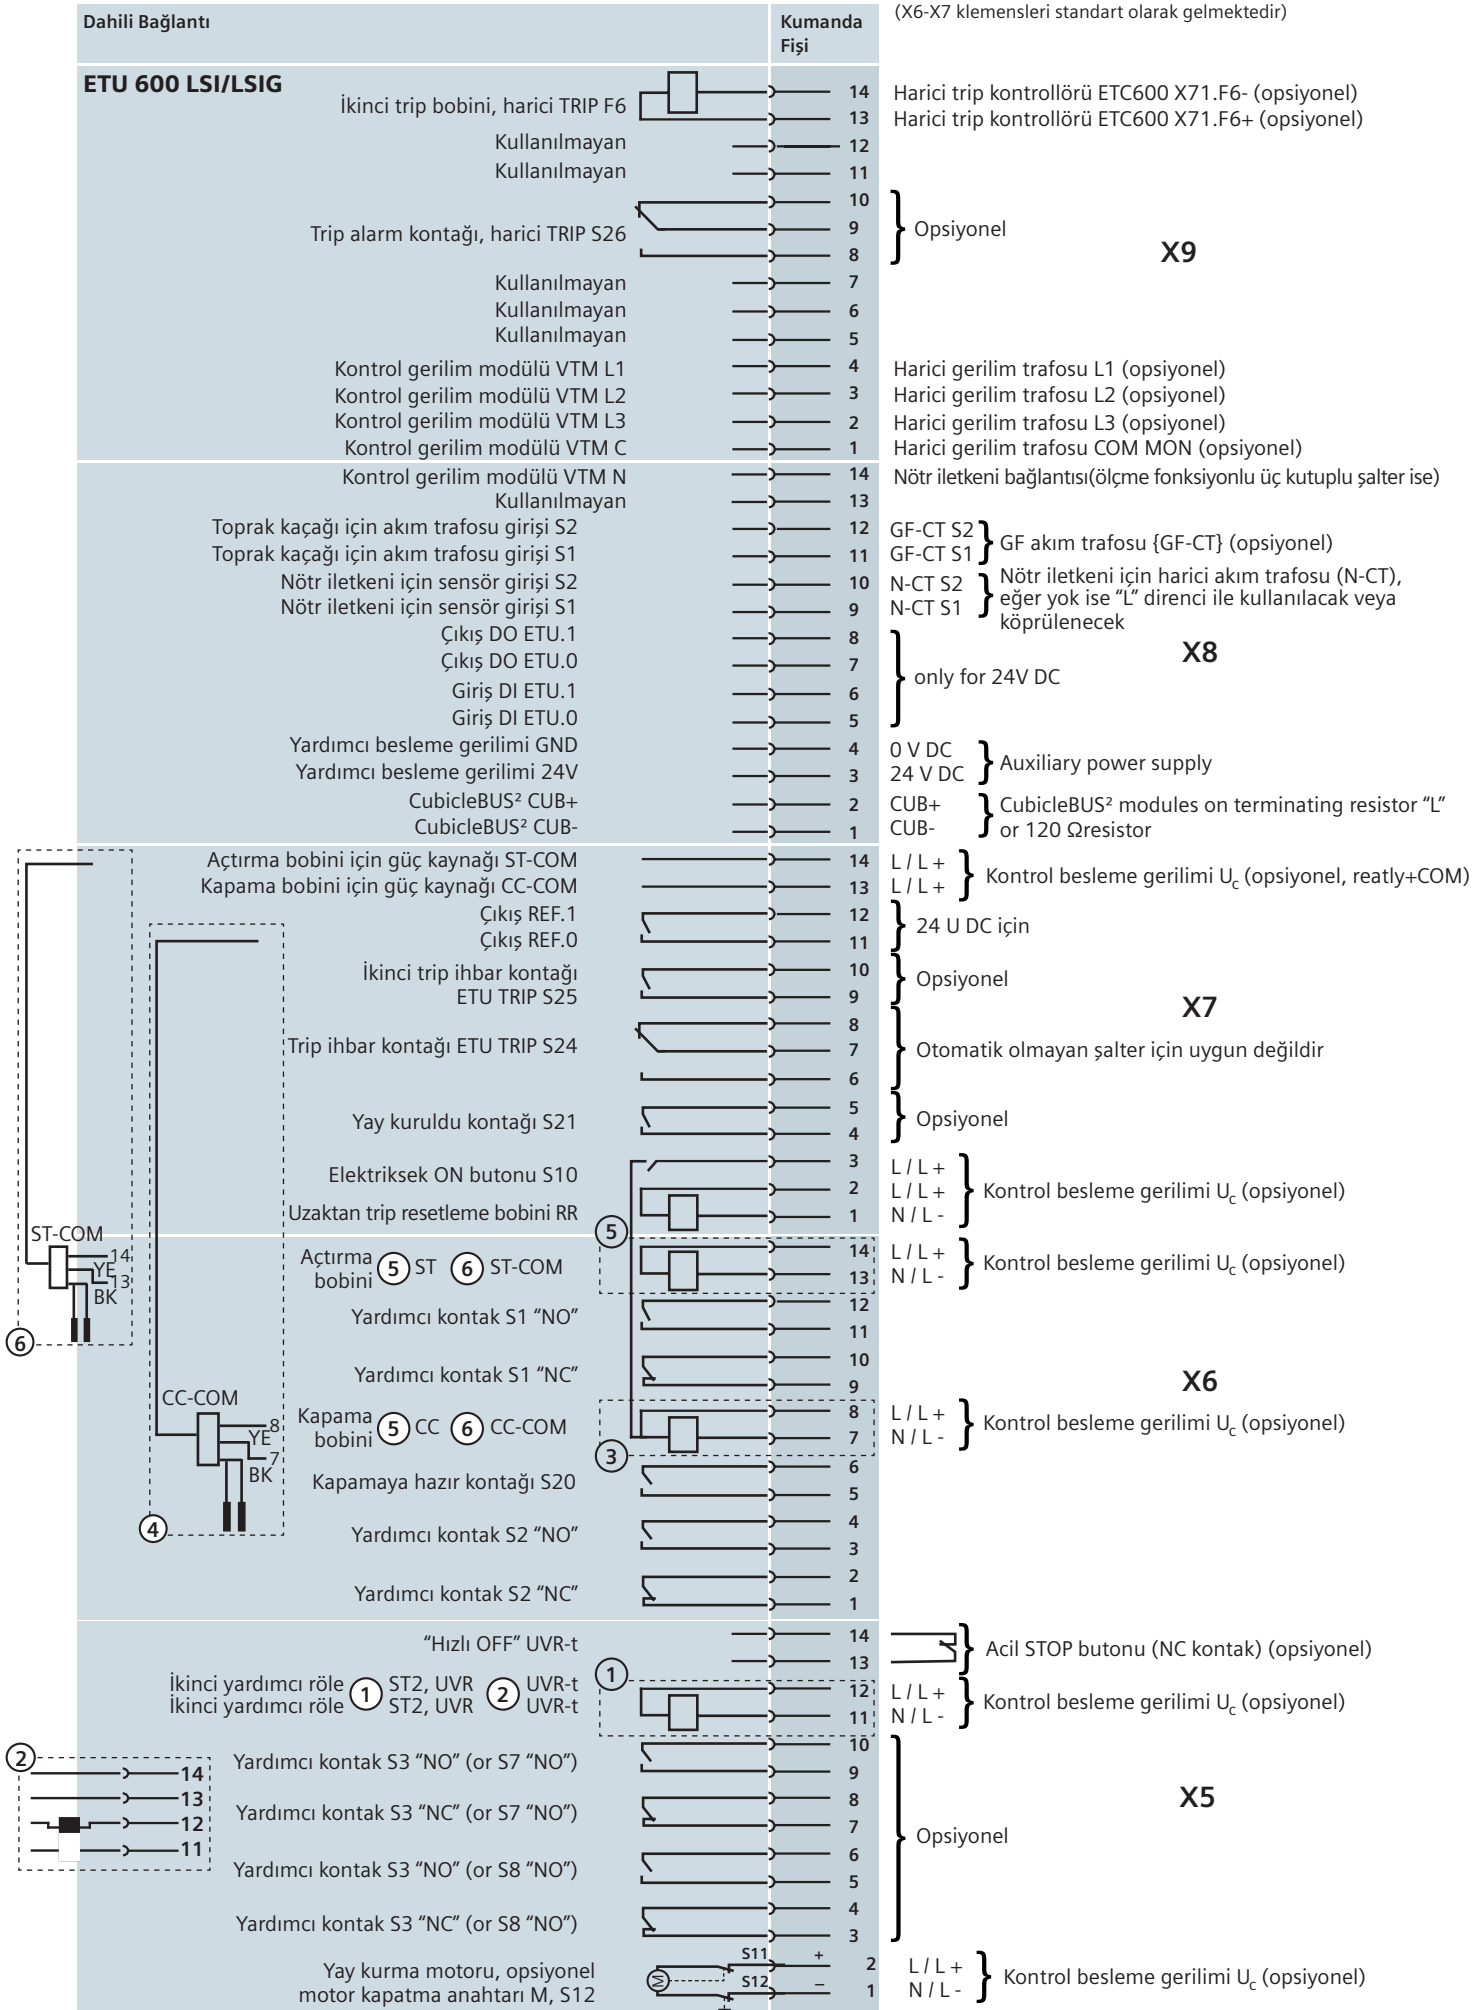 Dahili Bağlantı
Kumanda Fişi
(X6-X7 klemensleri standart olarak gelmektedir)
ETU 600 LSI/LSIG
İkinci trip bobini, harici TRIP F6
14 Harici trip kontrollörü ETC600 X71.F6- (opsiyonel)
13 Harici trip kontrollörü ETC600 X71.F6+ (opsiyonel)
Kullanılmayan 12
Kullanılmayan 11
10
Trip alarm kontağı, harici TRIP S26 9 Opsiyonel
8
X9
Kullanılmayan 7
Kullanılmayan 6
Kullanılmayan 5
Kontrol gerilim modülü VTM L1 4 Harici gerilim trafosu L1 (opsiyonel)
Kontrol gerilim modülü VTM L2 3 Harici gerilim trafosu L2 (opsiyonel)
Kontrol gerilim modülü VTM L3 2 Harici gerilim trafosu L3 (opsiyonel)
Kontrol gerilim modülü VTM C 1 Harici gerilim trafosu COM MON (opsiyonel)
Kontrol gerilim modülü VTM N 14 Nötr iletkeni bağlantısı(ölçme fonksiyonlu üç kutuplu şalter ise)
Kullanılmayan 13
Toprak kaçağı için akım trafosu girişi S2 12 GF-CT S2
Toprak kaçağı için akım trafosu girişi S1 11 GF-CT S1
GF akım trafosu {GF-CT} (opsiyonel)
Nötr iletkeni için sensör girişi S2 10 N-CT S2
Nötr iletkeni için sensör girişi S1 9 N-CT S1
Nötr iletkeni için harici akım trafosu (N-CT),
eğer yok ise “L” direnci ile kullanılacak veya
köprülenecek
Çıkış DO ETU.1 8
Çıkış DO ETU.0 7
X8
only for 24V DC
Giriş DI ETU.1 6
Giriş DI ETU.0 5
Yardımcı besleme gerilimi GND 4 0 V DC
Yardımcı besleme gerilimi 24V 3 24 V DC
Auxiliary power supply
CubicleBUS² CUB+ 2 CUB+
CubicleBUS² CUB- 1 CUB-
CubicleBUS² modules on terminating resistor “L”
or 120 Ωresistor
Açtırma bobini için güç kaynağı ST-COM 14 L / L +
Kapama bobini için güç kaynağı CC-COM 13 L / L +
Kontrol besleme gerilimi Uc (opsiyonel, reatly+COM)
Çıkış REF.1 12
Çıkış REF.0 11
24 U DC için
İkinci trip ihbar kontağı 10
ETU TRIP S25 9
Opsiyonel
X7
8
Trip ihbar kontağı ETU TRIP S24 7 Otomatik olmayan şalter için uygun değildir
6
5
Yay kuruldu kontağı S21 4
Opsiyonel
Elektriksek ON butonu S10 3 L / L +
2 L / L + Kontrol besleme gerilimi Uc (opsiyonel)
Uzaktan trip resetleme bobini RR 1 N / L -
5
ST-COM
14
YE
13
BK
6
Açtırma bobini 5 ST 6 ST-COM
14 L / L +
13 N / L -
Kontrol besleme gerilimi Uc (opsiyonel)
Yardımcı kontak S1 “NO” 12
11
Yardımcı kontak S1 “NC” 10
9
X6
CC-COM
8
YE
7
BK
4
Kapama bobini 5 CC 6 CC-COM
8 L / L +
7 N / L -
Kontrol besleme gerilimi Uc (opsiyonel)
3
Kapamaya hazır kontağı S20 6
5
Yardımcı kontak S2 “NO” 4
3
Yardımcı kontak S2 “NC” 2
1
“Hızlı OFF” UVR-t 14
13
Acil STOP butonu (NC kontak) (opsiyonel)
1
İkinci yardımcı röle 1 ST2, UVR 2 UVR-t 12 L / L +
İkinci yardımcı röle ST2, UVR UVR-t 11 N / L -
Kontrol besleme gerilimi Uc (opsiyonel)
2
14
13
12
11
Yardımcı kontak S3 “NO” (or S7 “NO”) 10
9
Yardımcı kontak S3 “NC” (or S7 “NO”) 8
7
X5
Opsiyonel
Yardımcı kontak S3 “NO” (or S8 “NO”) 6
5
Yardımcı kontak S3 “NC” (or S8 “NO”) 4
3
Yay kurma motoru, opsiyonel
motor kapatma anahtarı M, S12
M
S11 + 2 L / L +
S12 – 1 N / L -
Kontrol besleme gerilimi Uc (opsiyonel)